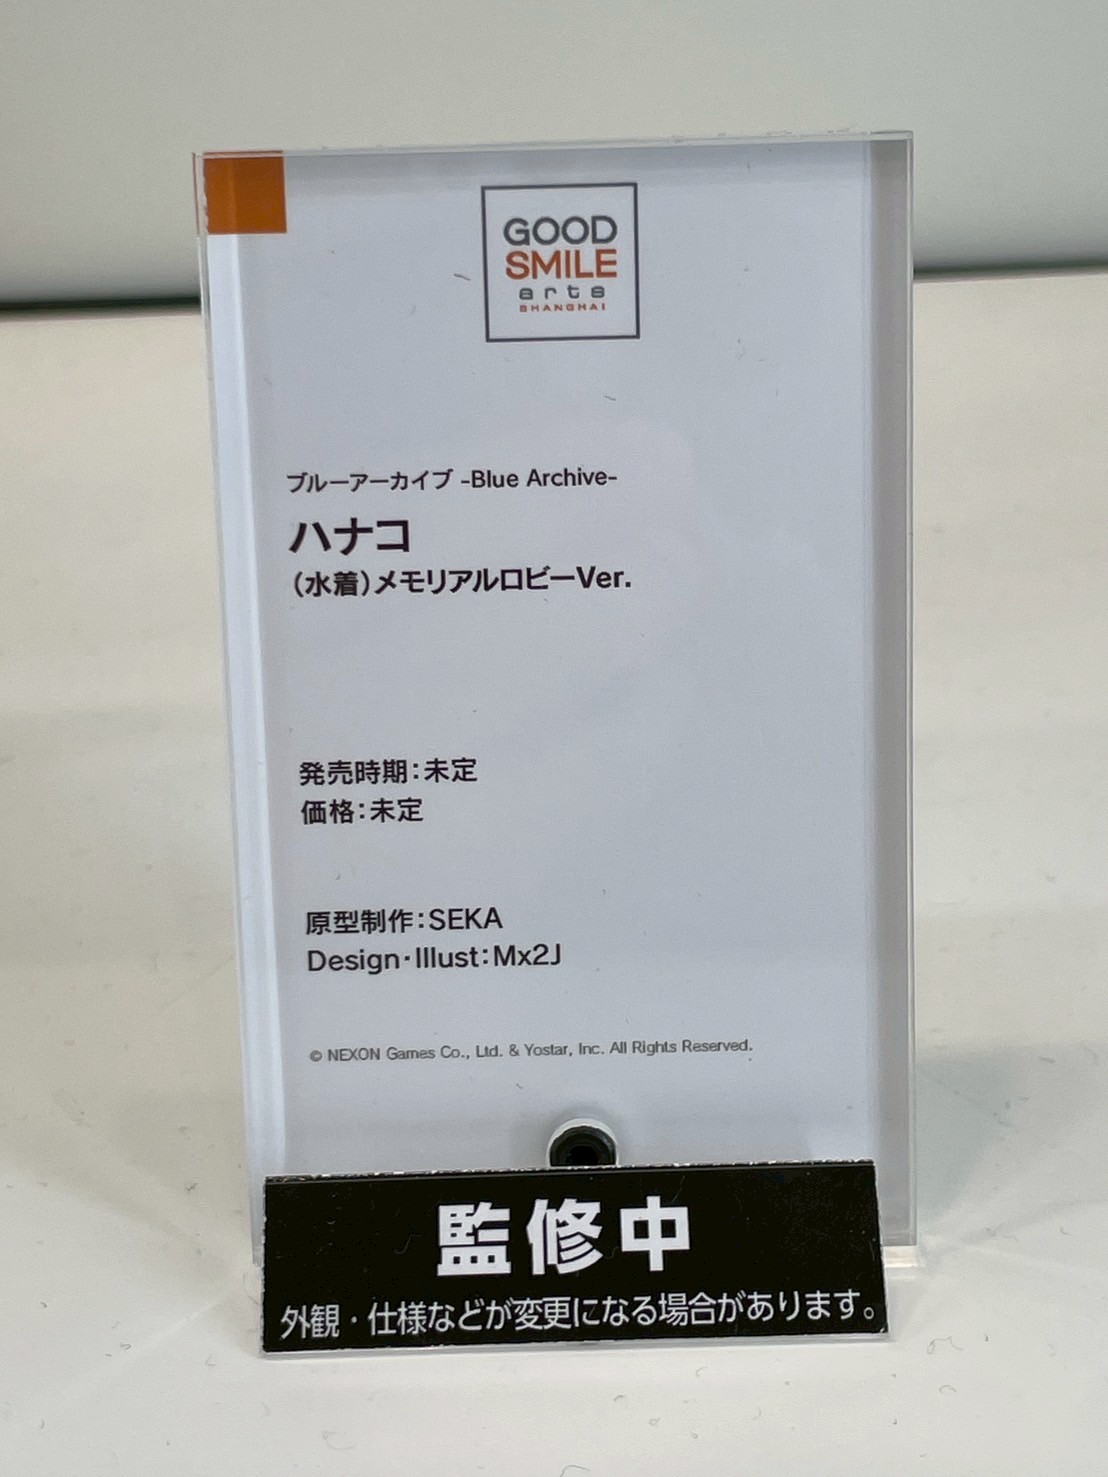 GOOD
SMILE
arts
SHANGHAI
ブルーアーカイブ -Blue Archive-
ハナコ
（水着）メモリアルロビーVer.
発売時期：未定
価格：未定
原型制作：SEKA
Design・Illust：Mx2J
© NEXON Games Co., Ltd. & Yostar, Inc. All Rights Reserved.
監修中
外観・仕様などが変更になる場合があります。